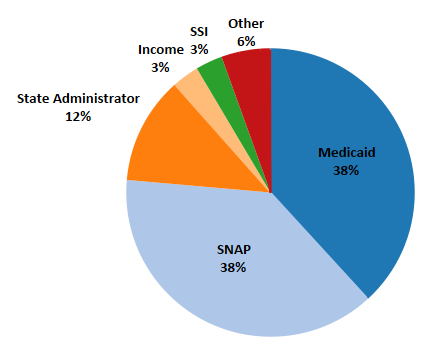 Other
6%
SSI
3%
Income
3%
State Administrator
12%
Medicaid
38%
SNAP
38%